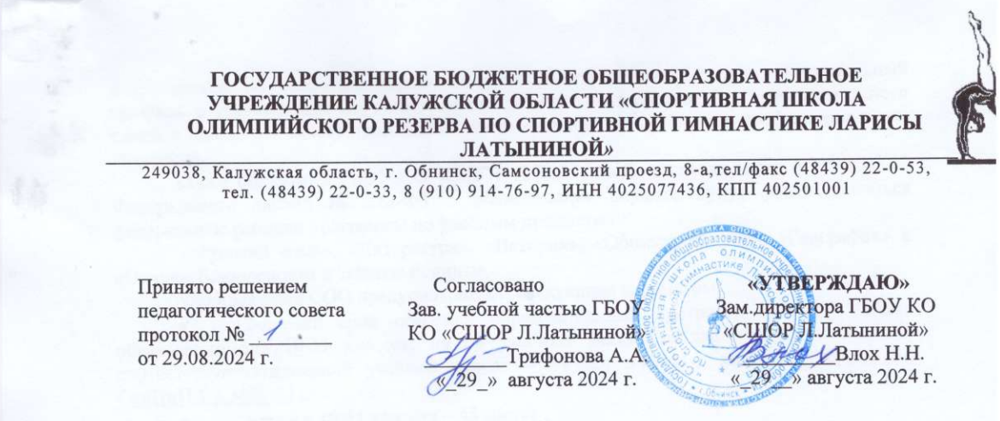 ГОСУДАРСТВЕННОЕ БЮДЖЕТНОЕ ОБЩЕОБРАЗОВАТЕЛЬНОЕ
УЧРЕЖДЕНИЕ КАЛУЖСКОЙ ОБЛАСТИ «СПОРТИВНАЯ ШКОЛА
ОЛИМПИЙСКОГО РЕЗЕРВА ПО СПОРТИВНОЙ ГИМНАСТИКЕ ЛАРИСЫ
ЛАТЫНИНОЙ»
249038, Калужская область, г. Обнинск, Самсоновский проезд, 8-а,тел/факс (48439) 22-0-53,
тел. (48439) 22-0-33, 8 (910) 914-76-97, ИНН 4025077436, КПП 402501001
Принято решением
педагогического совета
протокол № 1
от 29.08.2024 г.
Согласовано
Зав. учебной частью ГБОУ
КО «СШОР Л.Латыниной»
Трифонова А.А.
«_29_» августа 2024 г.
«УТВЕРЖДАЮ»
Зам.директора ГБОУ КО
«СШОР Л.Латыниной»
Влох Н.Н.
«_29__» августа 2024 г.